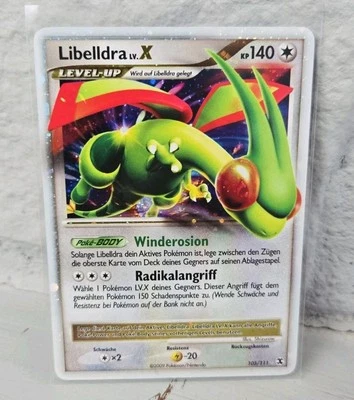 Libelldra LV.X
KP140
LEVEL-UP Wird auf Libelldra gelegt
Poké-BODY Winderosion
Solange Libelldra dein Aktives Pokémon ist, lege zwischen den Zügen
die oberste Karte vom Deck deines Gegners auf seinen Ablagestapel.
Radikalangriff
Wähle 1 Pokémon LV.X deines Gegners. Dieser Angriff fügt dem
gewählten Pokémon 150 Schadenspunkte zu. (Wende Schwäche und
Resistenz bei Pokémon auf der Bank nicht an.)
Schwäche Resistenz Rückzugskosten
×2 -20
Pokémon/Nintendo